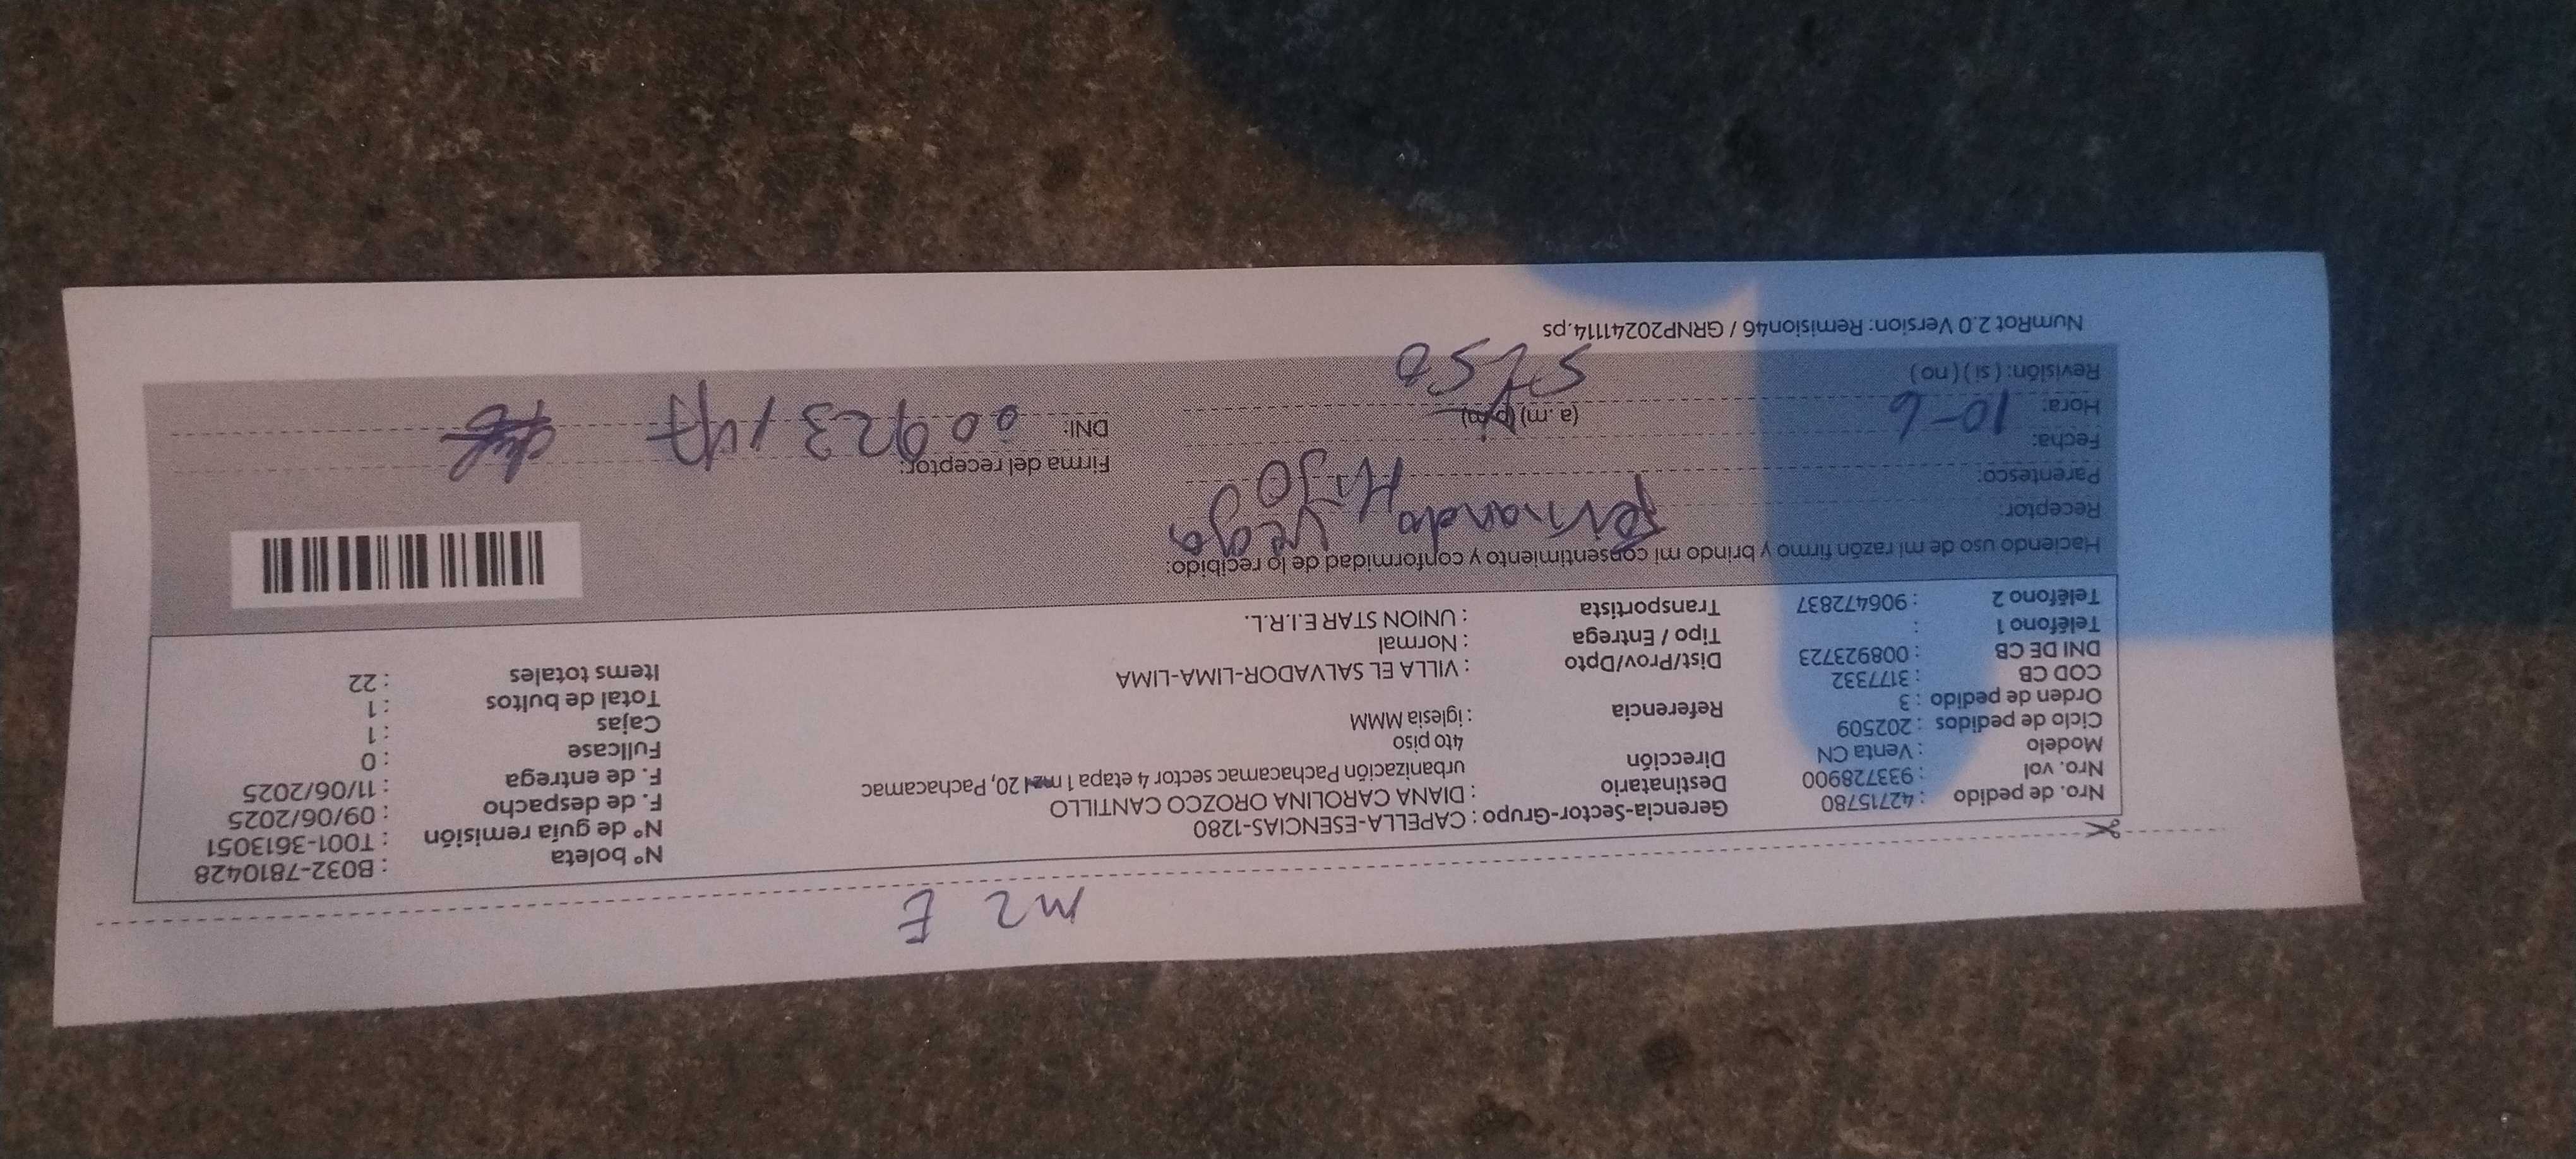 m2 E
Nro. de pedido : 42715780
Nro. vol : 933728900
Modelo : Venta CN
Ciclo de pedidos : 202509
Orden de pedido : 3
COD CB : 3177332
DNI DE CB : 008923723
Teléfono 1 :
Teléfono 2 : 906472837
Gerencia-Sector-Grupo : CAPELLA-ESENCIAS-1280
Destinatario : DIANA CAROLINA OROZCO CANTILLO
Dirección urbanización Pachacamac sector 4 etapa 1 20, Pachacamac
4to piso
Referencia : iglesia MMM
Dist/Prov/Dpto : VILLA EL SALVADOR-LIMA-LIMA
Tipo / Entrega : Normal
Transportista : UNION STAR E.I.R.L.
N° boleta : B032-7810428
N° de guía remisión : T001-3613051
F. de despacho : 09/06/2025
F. de entrega : 11/06/2025
Fullcase : 0
Cajas : 1
Total de bultos : 1
Items totales : 22
Haciendo uso de mi razón firmo y brindo mi consentimiento y conformidad de lo recibido:
Receptor: Fernando Vega
Parentesco: Hijo
Fecha: 10-6
Hora: (a. m) (p.m)
Revisión: ( si ) ( no )
5750
Firma del receptor:
DNI:
NumRot 2.0 Version: Remision46 / GRNP20241114.ps